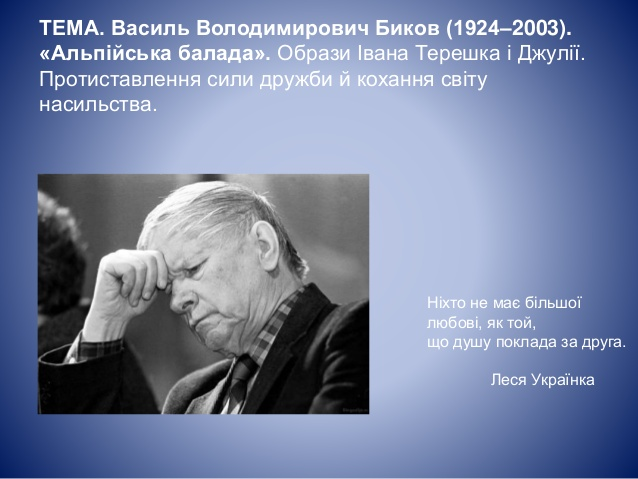 ТЕМА. Василь Володимирович Биков (1924–2003).
«Альпійська балада». Образи Івана Терешка і Джулії.
Протиставлення сили дружби й кохання світу
насильства.
Ніхто не має більшої
любові, як той,
що душу поклада за друга.
Леся Українка